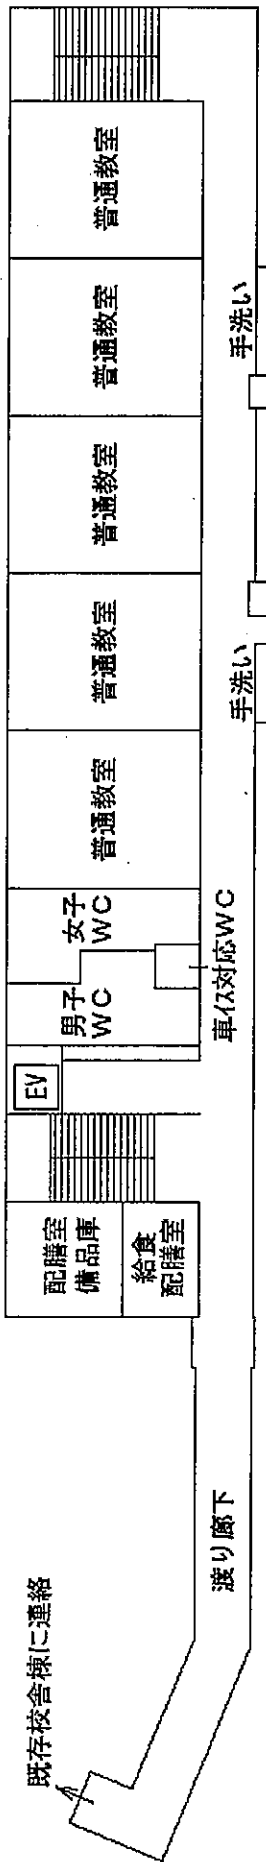 既存校舎棟に連絡
渡り廊下
配膳室
備品庫
給食
配膳室
EV
男子
WC
女子
WC
車イス対応WC
普通教室
普通教室
普通教室
普通教室
普通教室
手洗い
手洗い